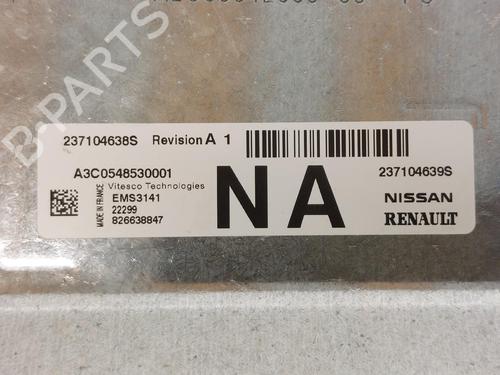 237104638S Revision A 1
A3C0548530001
Vitesco Technologies
EMS3141
22299
826638847
MADE IN FRANCE
NA
237104639S
NISSAN
RENAULT
B-PARTS